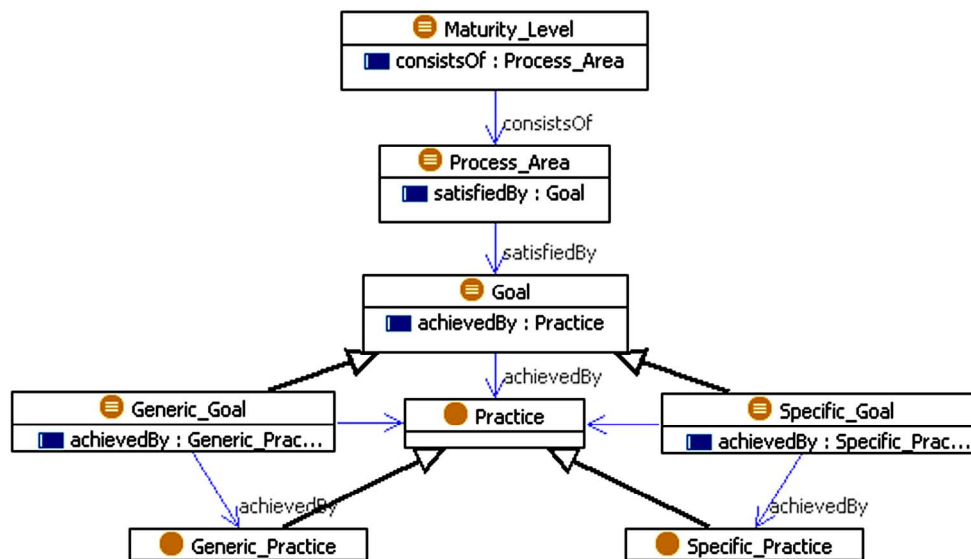 Maturity_Level
consistsOf : Process_Area
consistsOf
Process_Area
satisfiedBy : Goal
satisfiedBy
Goal
achievedBy : Practice
achievedBy
Generic_Goal
achievedBy : Generic_Prac...
Practice
Specific_Goal
achievedBy : Specific_Prac...
achievedBy
achievedBy
Generic_Practice
Specific_Practice